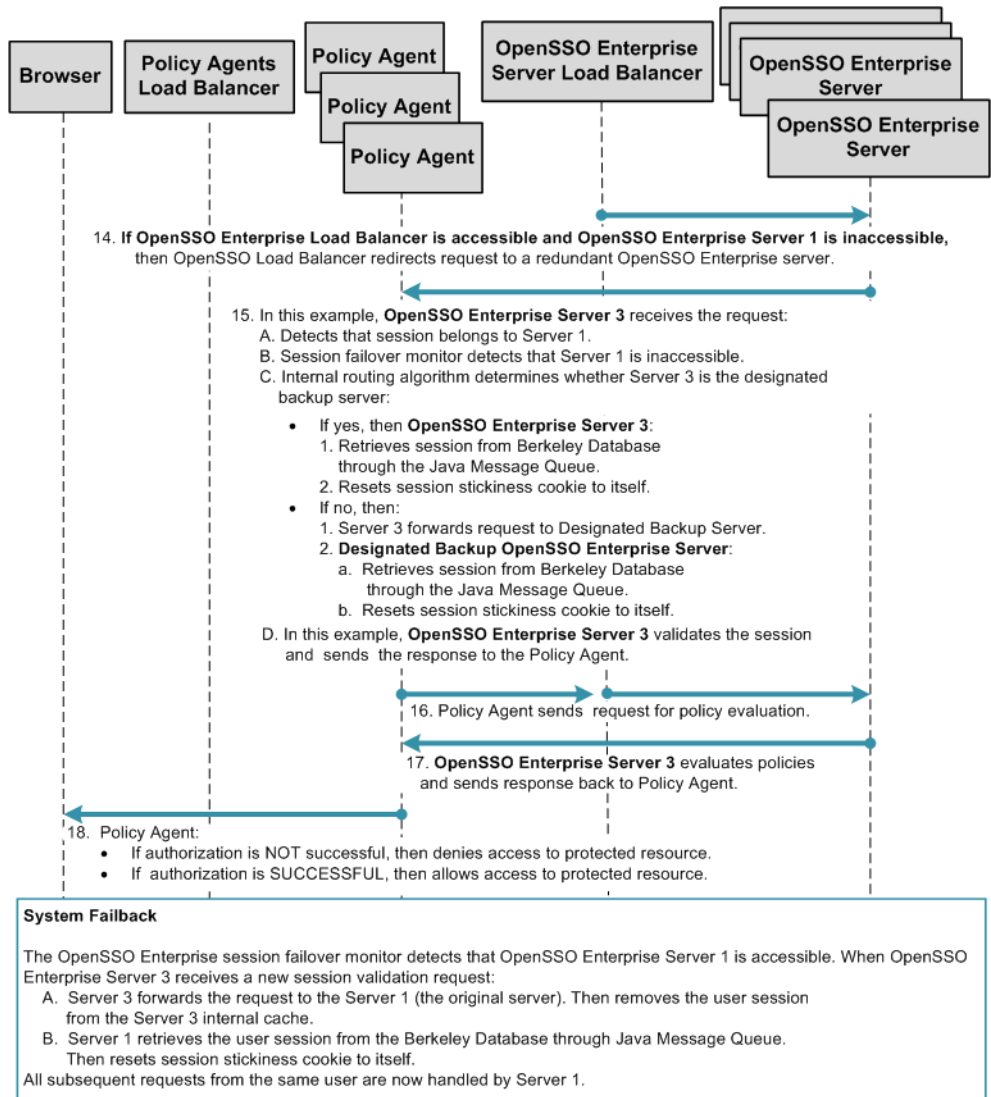 Browser
Policy Agents
Load Balancer
Policy Agent
Policy Agent
Policy Agent
OpenSSO Enterprise
Server Load Balancer
OpenSSO Enterprise
Server
OpenSSO Enterprise
Server
14. If OpenSSO Enterprise Load Balancer is accessible and OpenSSO Enterprise Server 1 is inaccessible,
then OpenSSO Load Balancer redirects request to a redundant OpenSSO Enterprise server.
15. In this example, OpenSSO Enterprise Server 3 receives the request:
A. Detects that session belongs to Server 1.
B. Session failover monitor detects that Server 1 is inaccessible.
C. Internal routing algorithm determines whether Server 3 is the designated
backup server:
• If yes, then OpenSSO Enterprise Server 3:
1. Retrieves session from Berkeley Database
through the Java Message Queue.
2. Resets session stickiness cookie to itself.
• If no, then:
1. Server 3 forwards request to Designated Backup Server.
2. Designated Backup OpenSSO Enterprise Server:
a. Retrieves session from Berkeley Database
through the Java Message Queue.
b. Resets session stickiness cookie to itself.
D. In this example, OpenSSO Enterprise Server 3 validates the session
and sends the response to the Policy Agent.
16. Policy Agent sends request for policy evaluation.
17. OpenSSO Enterprise Server 3 evaluates policies
and sends response back to Policy Agent.
18. Policy Agent:
• If authorization is NOT successful, then denies access to protected resource.
• If authorization is SUCCESSFUL, then allows access to protected resource.
System Failback
The OpenSSO Enterprise session failover monitor detects that OpenSSO Enterprise Server 1 is accessible. When OpenSSO
Enterprise Server 3 receives a new session validation request:
A. Server 3 forwards the request to the Server 1 (the original server). Then removes the user session
from the Server 3 internal cache.
B. Server 1 retrieves the user session from the Berkeley Database through Java Message Queue.
Then resets session stickiness cookie to itself.
All subsequent requests from the same user are now handled by Server 1.